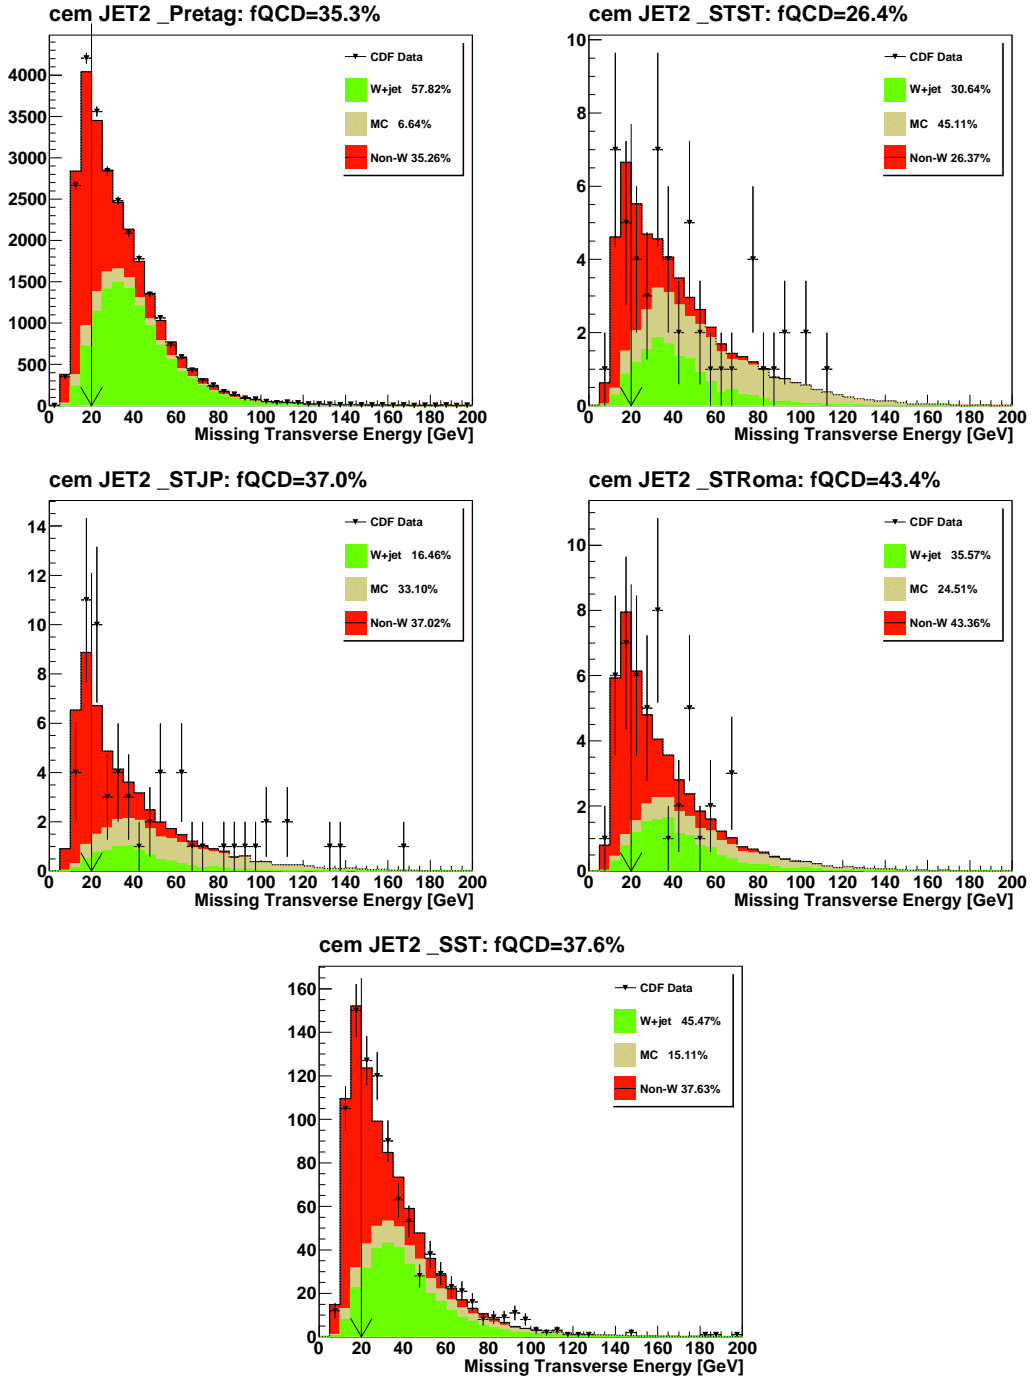 cem JET2 _Pretag: fQCD=35.3%
CDF Data
W+jet 57.82%
MC 6.64%
Non-W 35.26%
4000
3500
3000
2500
2000
1500
1000
500
0
0 20 40 60 80 100 120 140 160 180 200
Missing Transverse Energy [GeV]
cem JET2 _STST: fQCD=26.4%
CDF Data
W+jet 30.64%
MC 45.11%
Non-W 26.37%
10
8
6
4
2
0
0 20 40 60 80 100 120 140 160 180 200
Missing Transverse Energy [GeV]
cem JET2 _STJP: fQCD=37.0%
CDF Data
W+jet 16.46%
MC 33.10%
Non-W 37.02%
14
12
10
8
6
4
2
0
0 20 40 60 80 100 120 140 160 180 200
Missing Transverse Energy [GeV]
cem JET2 _STRoma: fQCD=43.4%
CDF Data
W+jet 35.57%
MC 24.51%
Non-W 43.36%
10
8
6
4
2
0
0 20 40 60 80 100 120 140 160 180 200
Missing Transverse Energy [GeV]
cem JET2 _SST: fQCD=37.6%
CDF Data
W+jet 45.47%
MC 15.11%
Non-W 37.63%
160
140
120
100
80
60
40
20
0
0 20 40 60 80 100 120 140 160 180 200
Missing Transverse Energy [GeV]